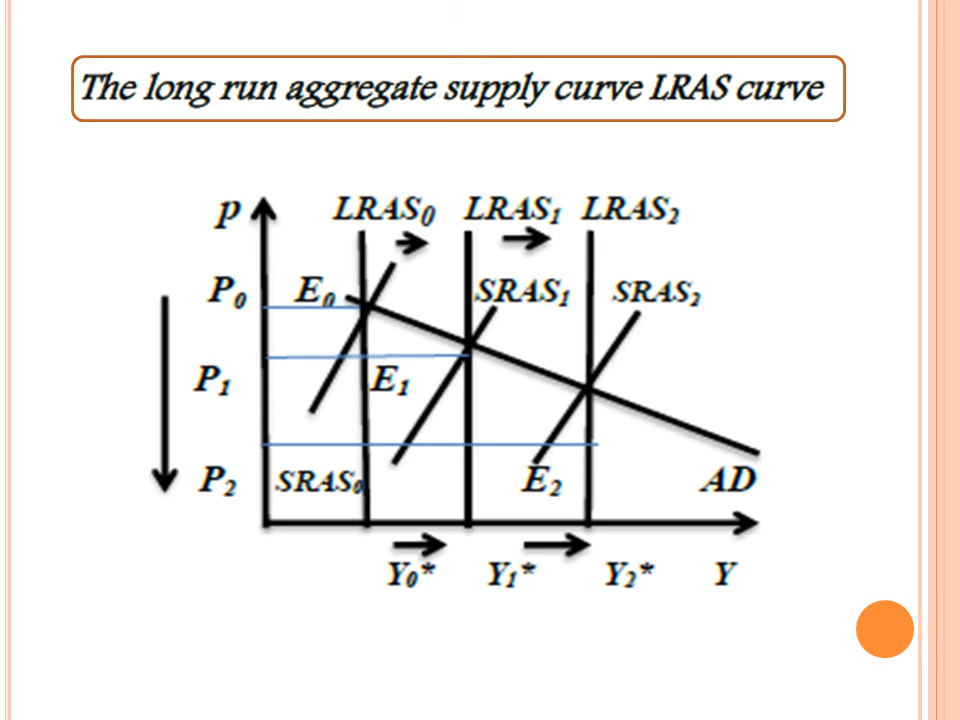 The long run aggregate supply curve LRAS curve
p LRAS₀ LRAS₁ LRAS₂
P₀ E₀ SRAS₁ SRAS₂
P₁ E₁
P₂ SRAS₀ E₂ AD
Y₀* Y₁* Y₂* Y